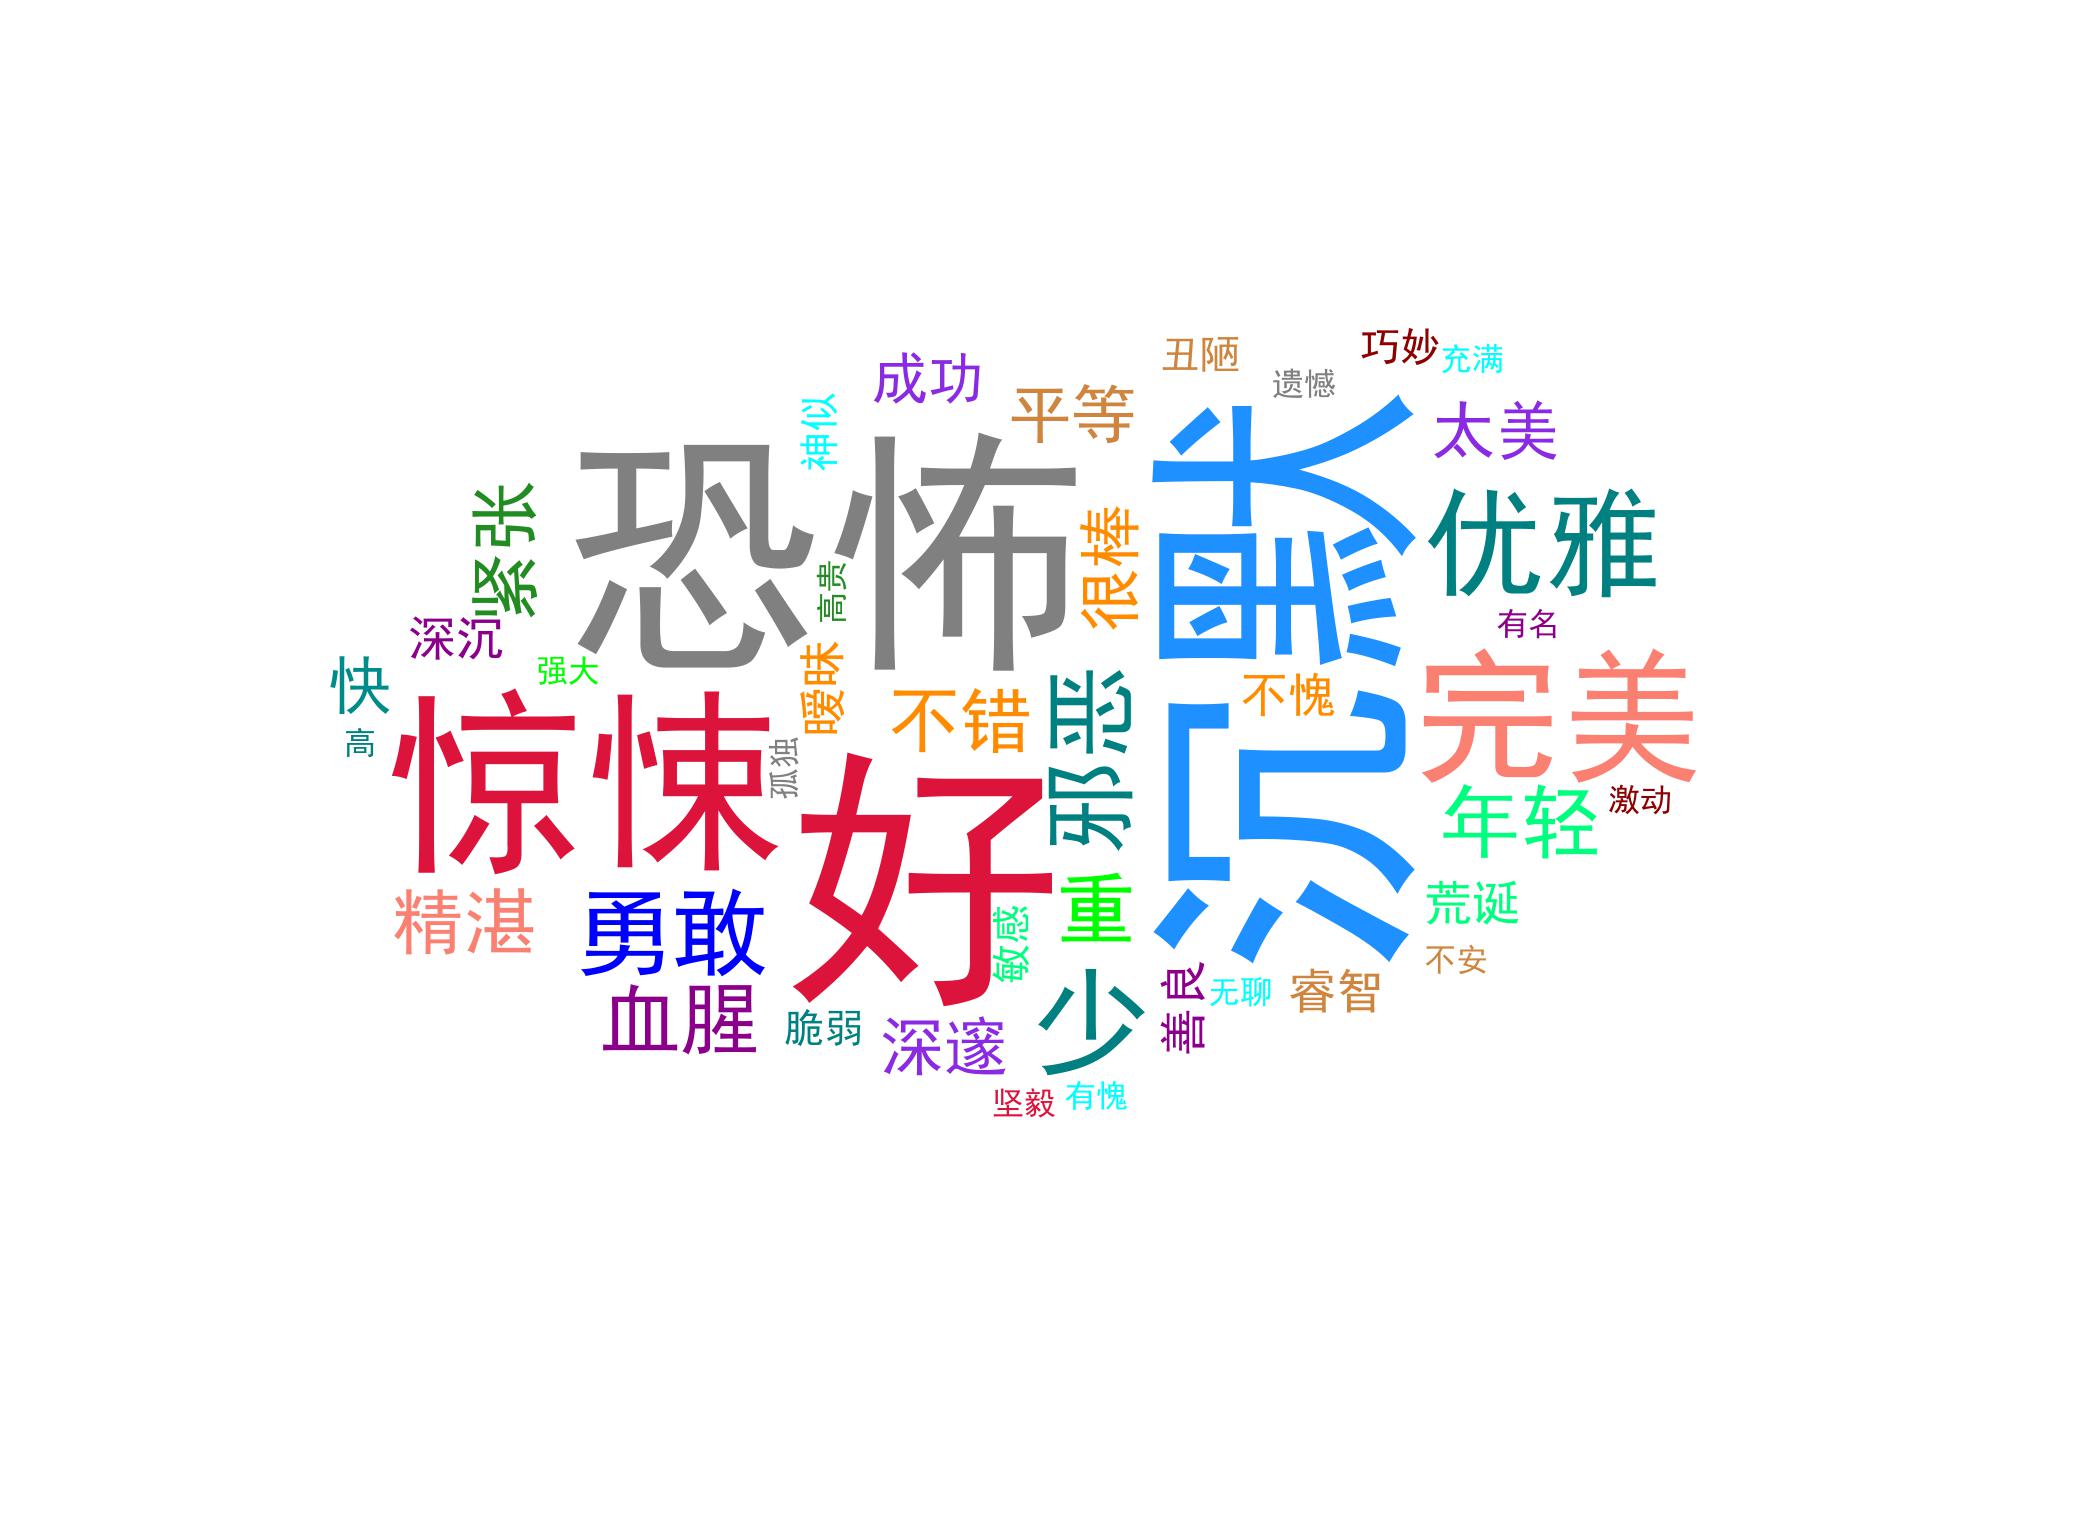 丑陋
巧妙
充满
遗憾
成功
平等
神似
太美
恐怖
沉默
优雅
紧张
很棒
高贵
有名
深沉
强大
快
高
暧昧
不错
邪恶
不愧
完美
惊悚
孤独
好
年轻
激动
精湛
勇敢
敏感
重
荒诞
不安
血腥
脆弱
深邃
少
善良
无聊
睿智
坚毅
有愧